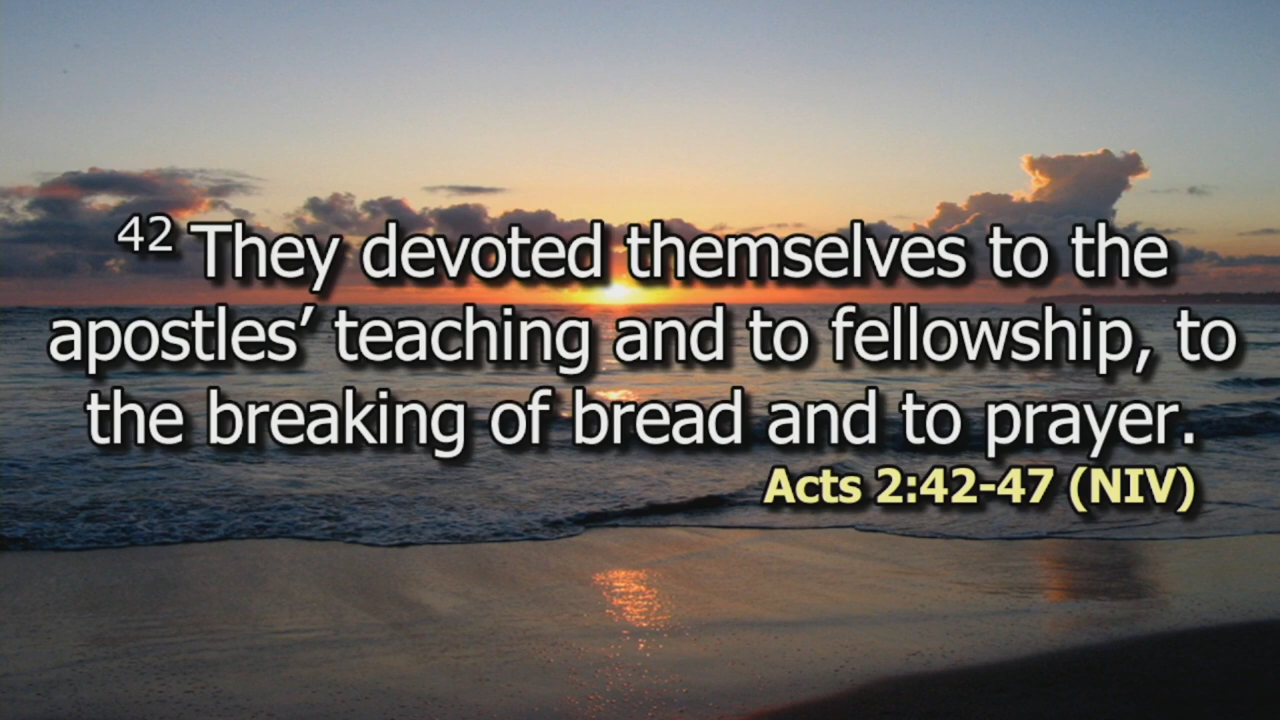 42 They devoted themselves to the
apostles’ teaching and to fellowship, to
the breaking of bread and to prayer.
Acts 2:42-47 (NIV)